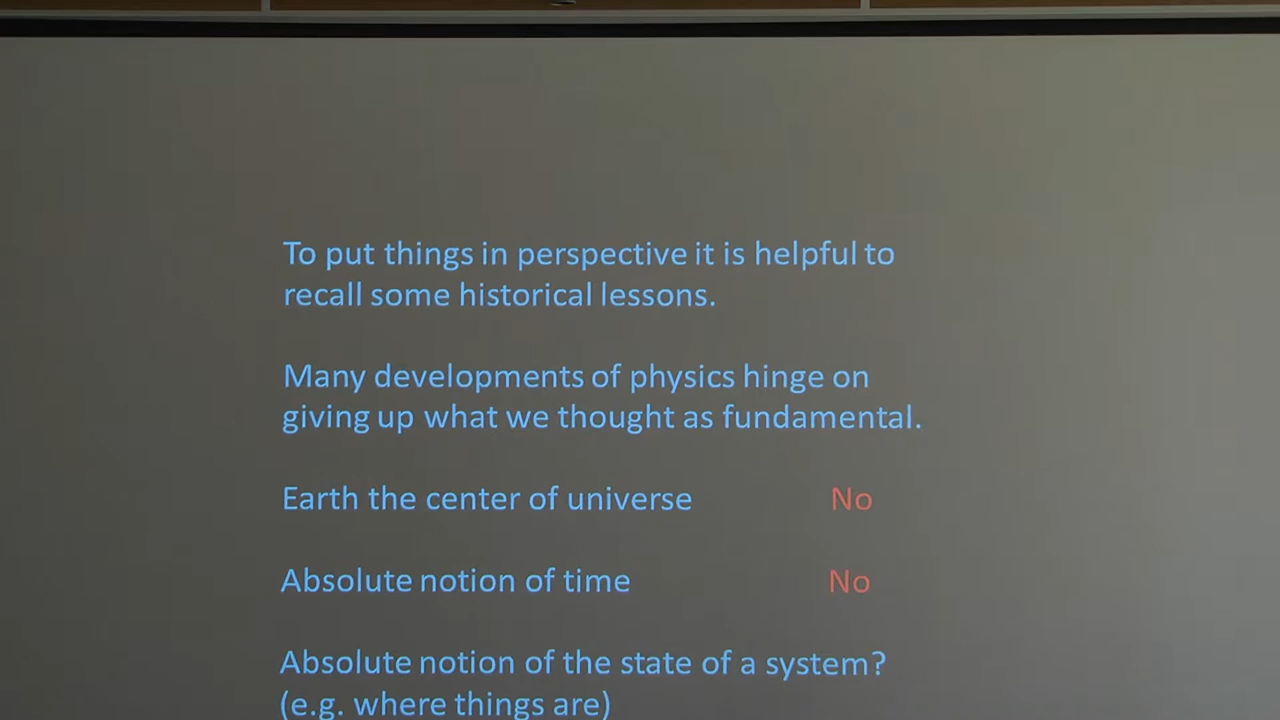 To put things in perspective it is helpful to
recall some historical lessons.
Many developments of physics hinge on
giving up what we thought as fundamental.
Earth the center of universe No
Absolute notion of time No
Absolute notion of the state of a system?
(e.g. where things are)